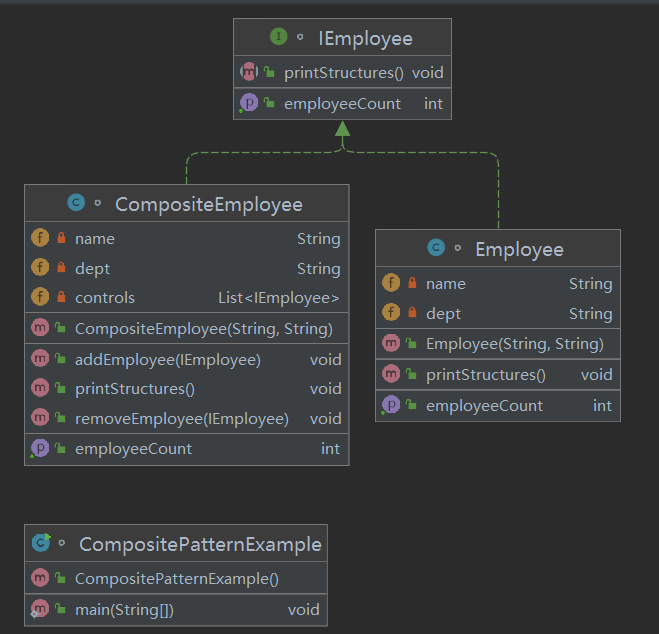 IEmployee
printStructures() void
employeeCount int
CompositeEmployee
name String
dept String
controls List<IEmployee>
CompositeEmployee(String, String)
addEmployee(IEmployee) void
printStructures() void
removeEmployee(IEmployee) void
employeeCount int
Employee
name String
dept String
Employee(String, String)
printStructures() void
employeeCount int
CompositePatternExample
CompositePatternExample()
main(String[]) void